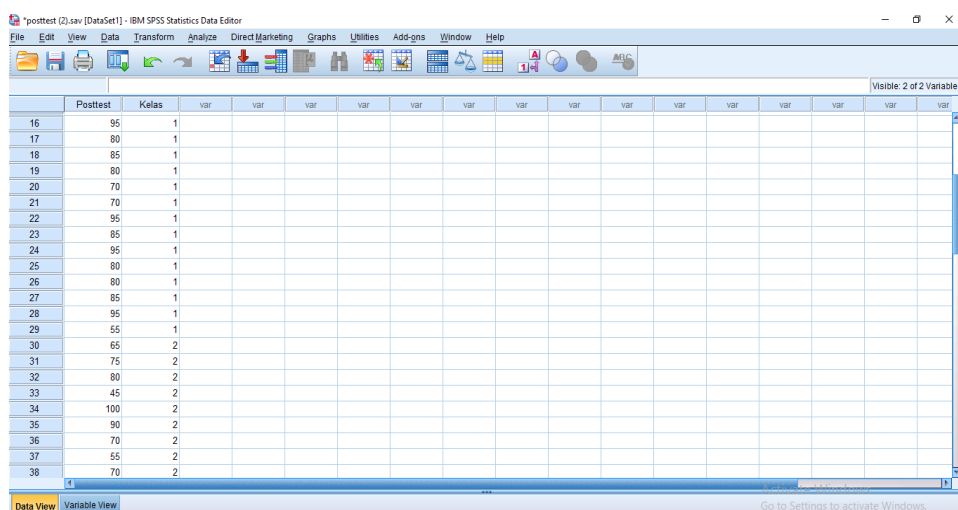 *posttest (2).sav [DataSet1] - IBM SPSS Statistics Data Editor
File Edit View Data Transform Analyze Direct Marketing Graphs Utilities Add-ons Window Help
Visible: 2 of 2 Variable
Posttest Kelas var var var var var var var var var var var var var var
16 95 1
17 80 1
18 85 1
19 80 1
20 70 1
21 70 1
22 95 1
23 85 1
24 95 1
25 80 1
26 80 1
27 85 1
28 95 1
29 55 1
30 65 2
31 75 2
32 80 2
33 45 2
34 100 2
35 90 2
36 70 2
37 55 2
38 70 2
Activate Windows
Data View Variable View
Go to Settings to activate Windows.